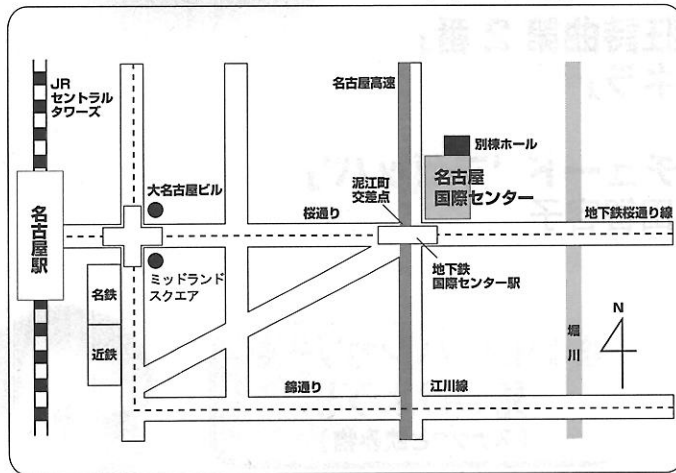 JR
セントラル
タワーズ
名古屋高速
別棟ホール
大名古屋ビル
泥江町
交差点
名古屋
国際センター
名古屋駅
桜通り
地下鉄桜通り線
ミッドランド
スクエア
地下鉄
国際センター駅
名鉄
近鉄
N
堀川
錦通り
江川線